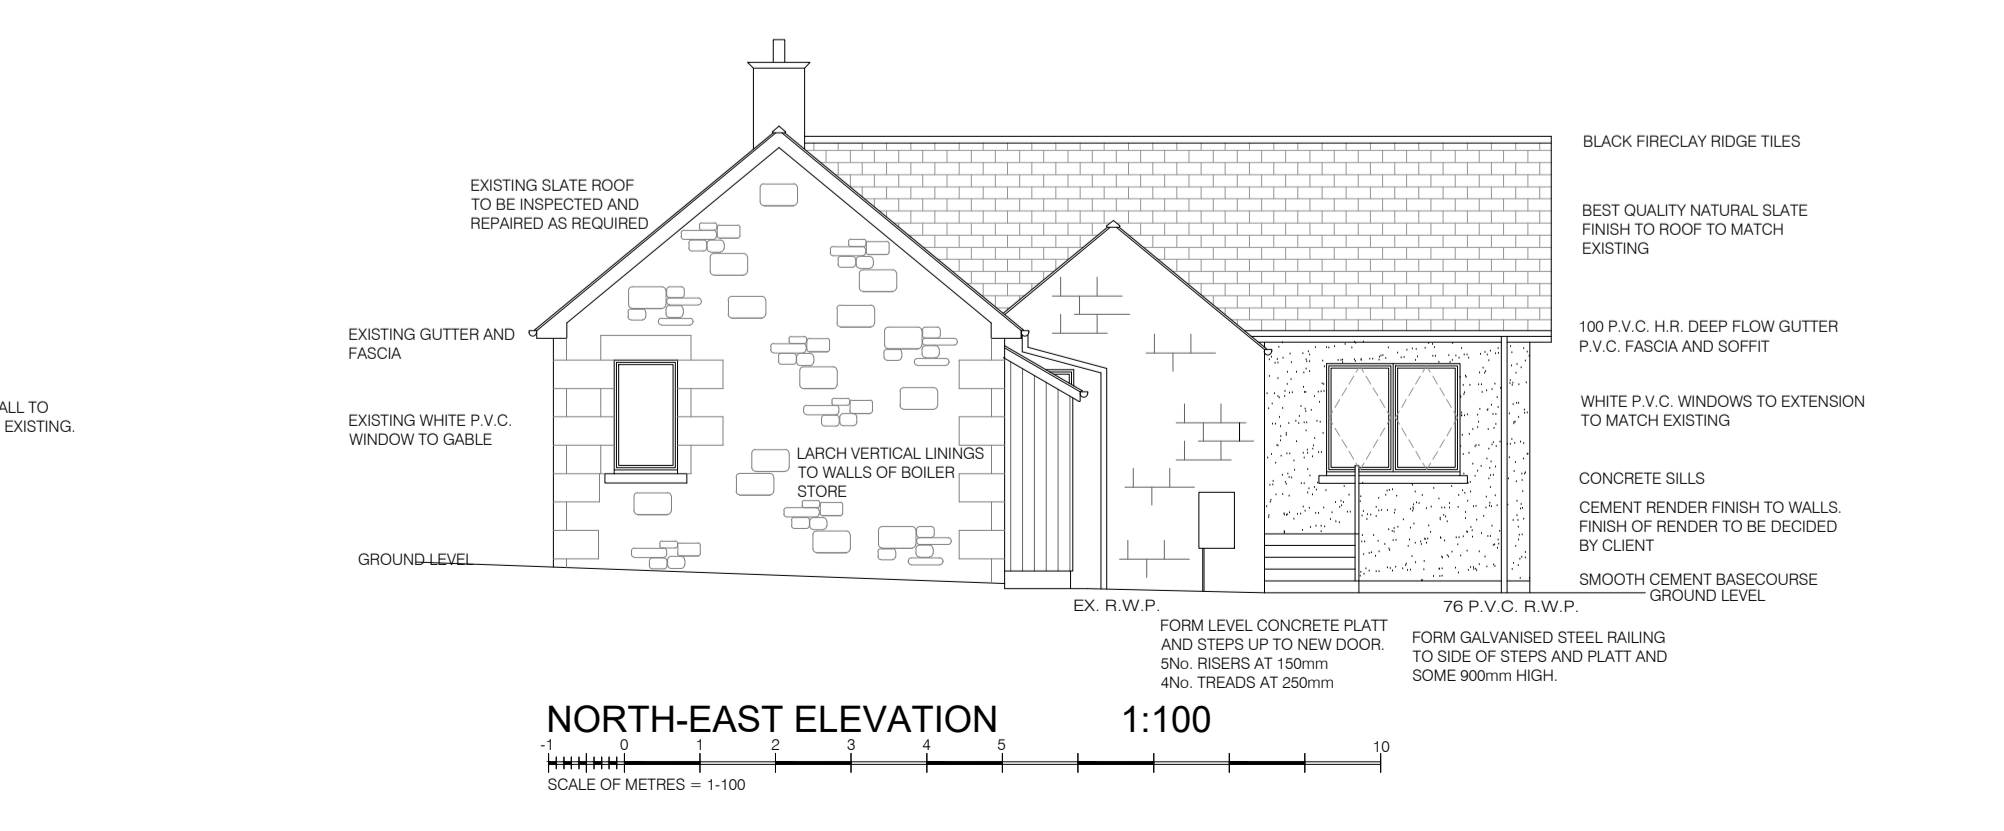 ALL TO
EXISTING.
EXISTING SLATE ROOF
TO BE INSPECTED AND
REPAIRED AS REQUIRED
EXISTING GUTTER AND
FASCIA
EXISTING WHITE P.V.C.
WINDOW TO GABLE
GROUND LEVEL
LARCH VERTICAL LININGS
TO WALLS OF BOILER
STORE
BLACK FIRECLAY RIDGE TILES
BEST QUALITY NATURAL SLATE
FINISH TO ROOF TO MATCH
EXISTING
100 P.V.C. H.R. DEEP FLOW GUTTER
P.V.C. FASCIA AND SOFFIT
WHITE P.V.C. WINDOWS TO EXTENSION
TO MATCH EXISTING
CONCRETE SILLS
CEMENT RENDER FINISH TO WALLS.
FINISH OF RENDER TO BE DECIDED
BY CLIENT
SMOOTH CEMENT BASECOURSE
GROUND LEVEL
EX. R.W.P.
76 P.V.C. R.W.P.
FORM LEVEL CONCRETE PLATT
AND STEPS UP TO NEW DOOR.
5No. RISERS AT 150mm
4No. TREADS AT 250mm
FORM GALVANISED STEEL RAILING
TO SIDE OF STEPS AND PLATT AND
SOME 900mm HIGH.
NORTH-EAST ELEVATION 1:100
-1 0 1 2 3 4 5 10
SCALE OF METRES = 1-100